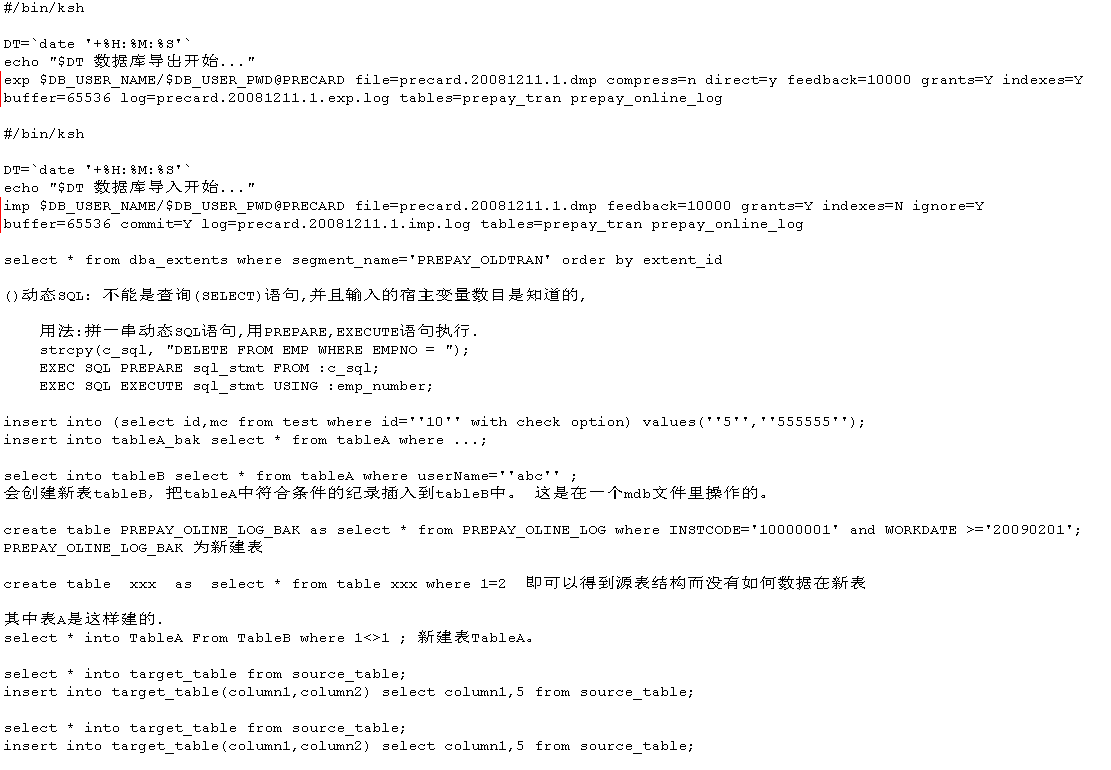 #/bin/ksh
DT=`date '+%H:%M:%S'`
echo "$DT 数据库导出开始..."
exp $DB_USER_NAME/$DB_USER_PWD@PRECARD file=precard.20081211.1.dmp compress=n direct=y feedback=10000 grants=Y indexes=Y
buffer=65536 log=precard.20081211.1.exp.log tables=prepay_tran prepay_online_log
#/bin/ksh
DT=`date '+%H:%M:%S'`
echo "$DT 数据库导入开始..."
imp $DB_USER_NAME/$DB_USER_PWD@PRECARD file=precard.20081211.1.dmp feedback=10000 grants=Y indexes=N ignore=Y
buffer=65536 commit=Y log=precard.20081211.1.imp.log tables=prepay_tran prepay_online_log
select * from dba_extents where segment_name='PREPAY_OLDTRAN' order by extent_id
()动态SQL: 不能是查询(SELECT)语句,并且输入的宿主变量数目是知道的,
用法:拼一串动态SQL语句,用PREPARE,EXECUTE语句执行.
strcpy(c_sql, "DELETE FROM EMP WHERE EMPNO = ");
EXEC SQL PREPARE sql_stmt FROM :c_sql;
EXEC SQL EXECUTE sql_stmt USING :emp_number;
insert into (select id,mc from test where id=''10'' with check option) values(''5'',''555555'');
insert into tableA_bak select * from tableA where ...;
select into tableB select * from tableA where userName=''abc'' ;
会创建新表tableB，把tableA中符合条件的纪录插入到tableB中。 这是在一个mdb文件里操作的。
create table PREPAY_OLINE_LOG_BAK as select * from PREPAY_OLINE_LOG where INSTCODE='10000001' and WORKDATE >='20090201';
PREPAY_OLINE_LOG_BAK 为新建表
create table  xxx  as  select * from table xxx where 1=2  即可以得到源表结构而没有如何数据在新表
其中表A是这样建的.
select * into TableA From TableB where 1<>1 ; 新建表TableA。
select * into target_table from source_table;
insert into target_table(column1,column2) select column1,5 from source_table;
select * into target_table from source_table;
insert into target_table(column1,column2) select column1,5 from source_table;